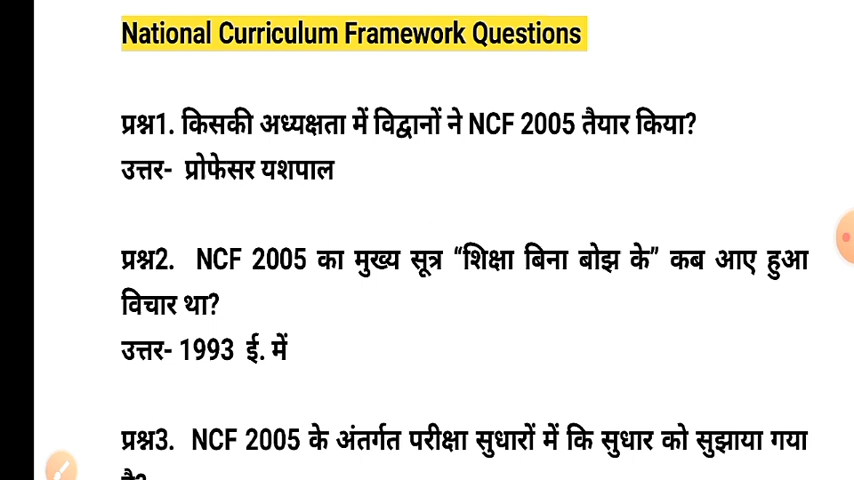 National Curriculum Framework Questions
प्रश्न1. किसकी अध्यक्षता में विद्वानों ने NCF 2005 तैयार किया?
उत्तर- प्रोफेसर यशपाल
प्रश्न2. NCF 2005 का मुख्य सूत्र “शिक्षा बिना बोझ के” कब आए हुआ
विचार था?
उत्तर- 1993 ई. में
प्रश्न3. NCF 2005 के अंतर्गत परीक्षा सुधारों में कि सुधार को सुझाया गया